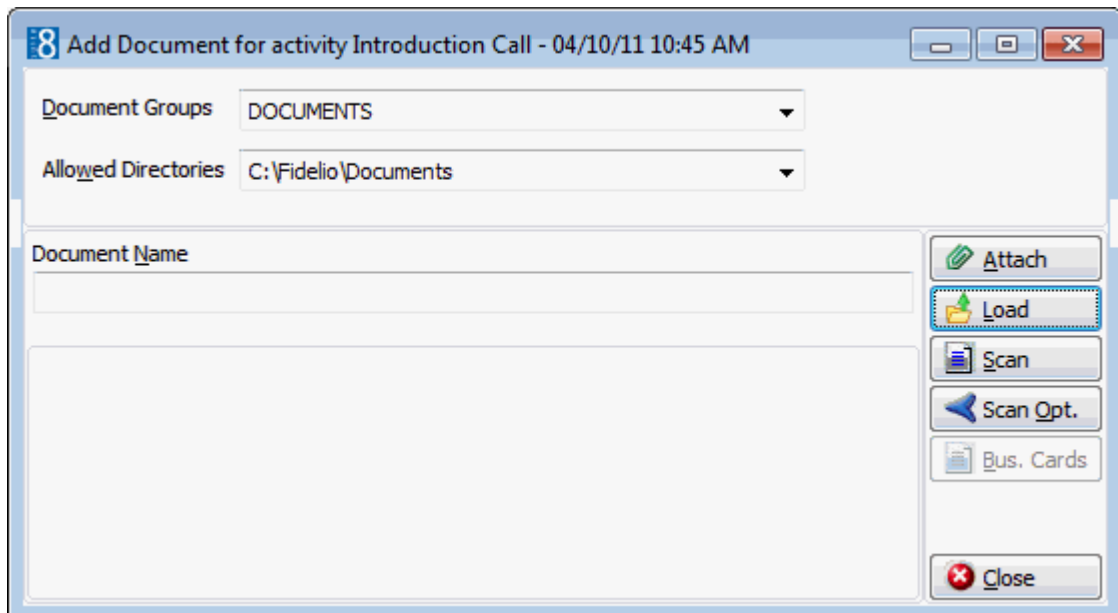 8 Add Document for activity Introduction Call - 04/10/11 10:45 AM
Document Groups DOCUMENTS
Allowed Directories C:\Fidelio\Documents
Document Name
Attach
Load
Scan
Scan Opt.
Bus. Cards
Close